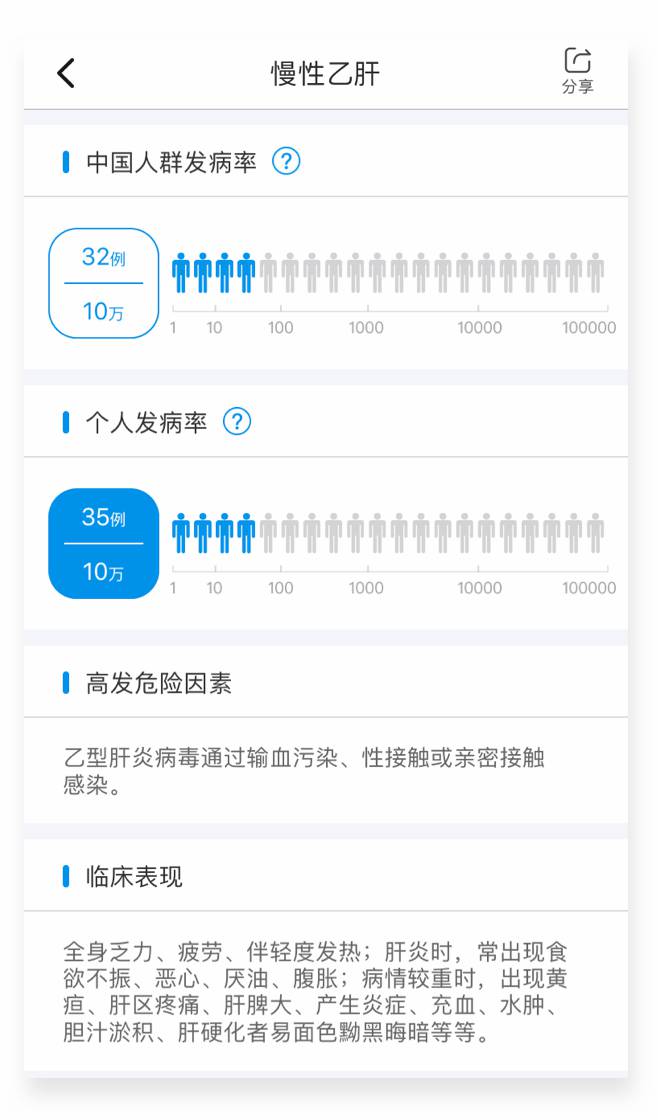 慢性乙肝
分享
中国人群发病率 ?
32例
10万
1 10 100 1000 10000 100000
个人发病率 ?
35例
10万
1 10 100 1000 10000 100000
高发危险因素
乙型肝炎病毒通过输血污染、性接触或亲密接触
感染。
临床表现
全身乏力、疲劳、伴轻度发热；肝炎时，常出现食
欲不振、恶心、厌油、腹胀；病情较重时，出现黄
疸、肝区疼痛、肝脾大、产生炎症、充血、水肿、
胆汁淤积、肝硬化者易面色黝黑晦暗等等。